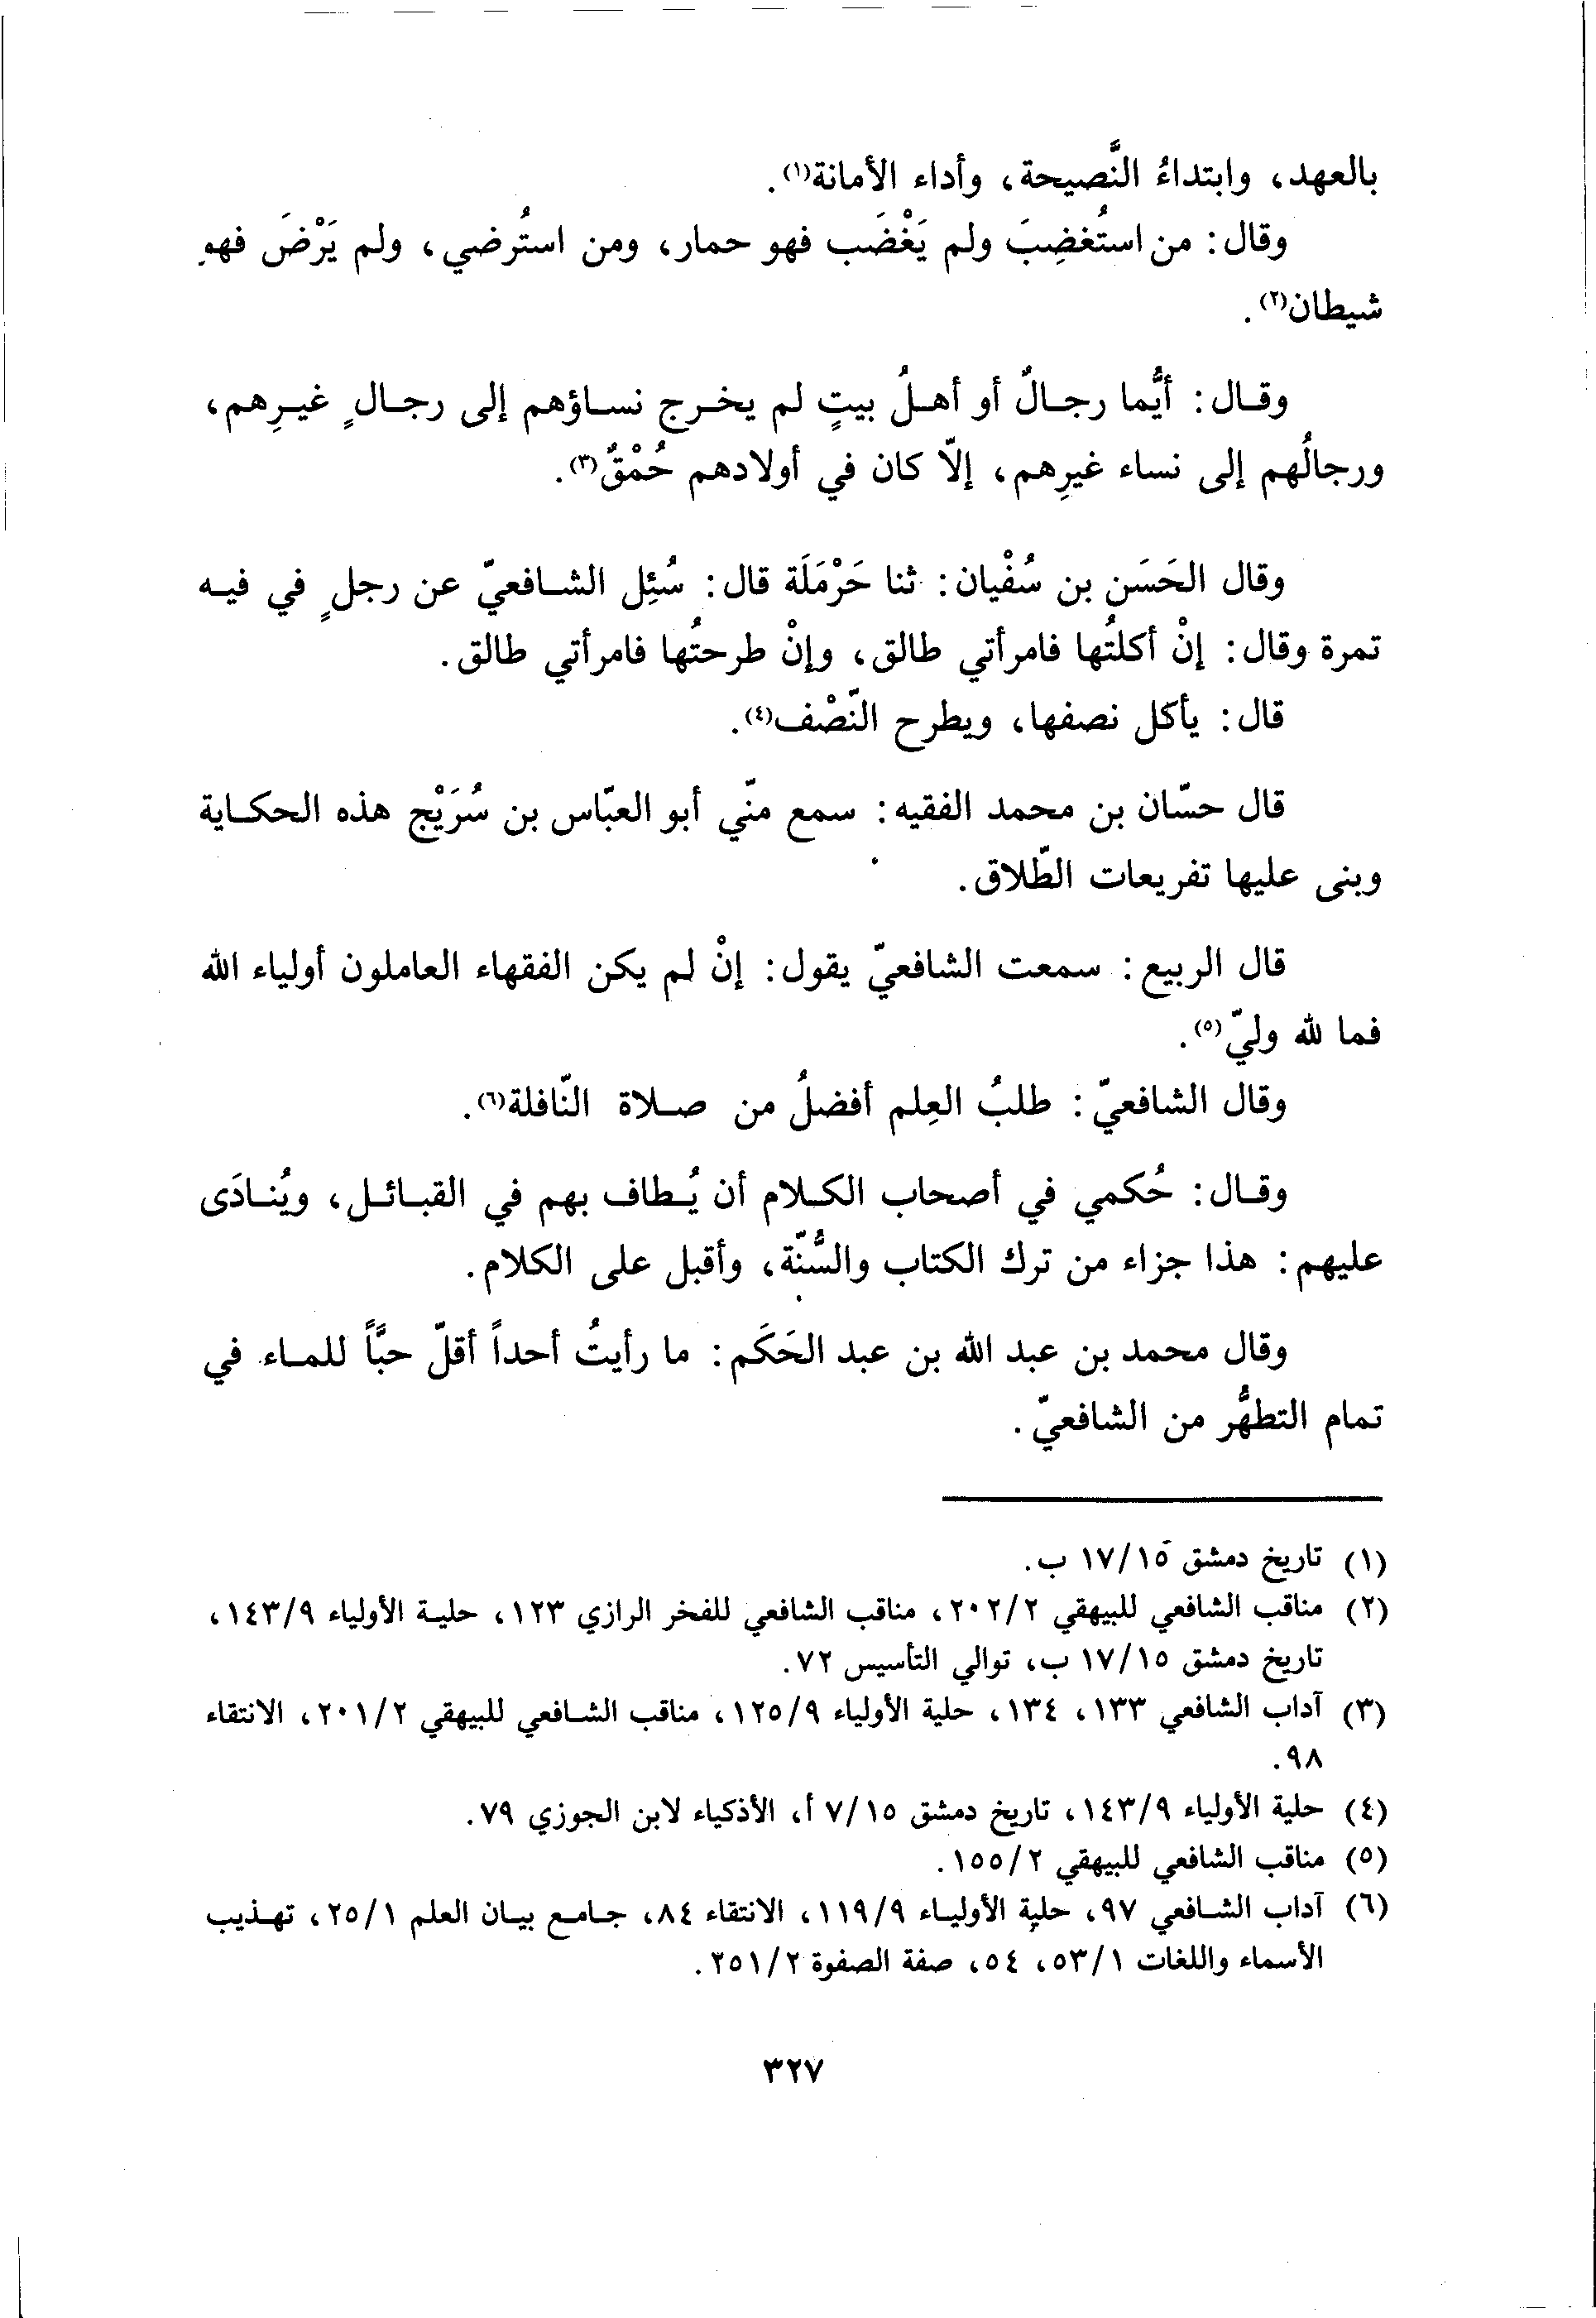 بالعهد، وابتداءُ النَّصيحة، وأداء الأمانة(١).
وقال: من استُغضِبَ ولم يَغْضَب فهو حمار، ومن استُرضي، ولم يَرْضَ فهو
شيطان(٢).
وقال: أيُّما رجالٌ أو أهلُ بيتٍ لم يخرج نساؤهم إلى رجالٍ غيرِهم،
ورجالُهم إلى نساء غيرِهم، إلّا كان في أولادهم حُمْقٌ(٣).
وقال الحَسَن بن سُفْيان: ثنا حَرْمَلَة قال: سُئِل الشافعيّ عن رجلٍ في فيه
تمرة وقال: إنْ أكلتُها فامرأتي طالق، وإنْ طرحتُها فامرأتي طالق.
قال: يأكل نصفها، ويطرح النّصْف(٤).
قال حسّان بن محمد الفقيه: سمع منّي أبو العبّاس بن سُرَيْج هذه الحكاية
وبنى عليها تفريعات الطّلاق.
قال الربيع: سمعت الشافعيّ يقول: إنْ لم يكن الفقهاء العاملون أولياء الله
فما لله وليّ(٥).
وقال الشافعيّ: طلبُ العِلم أفضلُ من صلاة النّافلة(٦).
وقال: حُكمي في أصحاب الكلام أن يُطاف بهم في القبائل، ويُنادَى
عليهم: هذا جزاء من ترك الكتاب والسُّنّة، وأقبل على الكلام.
وقال محمد بن عبد الله بن عبد الحَكَم: ما رأيتُ أحداً أقلّ حبّاً للماء في
تمام التطهُّر من الشافعيّ.
(١) تاريخ دمشق ١٧/١٥ ب.
(٢) مناقب الشافعي للبيهقي ٢٠٢/٢، مناقب الشافعي للفخر الرازي ١٢٣، حلية الأولياء ١٤٣/٩،
تاريخ دمشق ١٧/١٥ ب، توالي التأسيس ٧٢.
(٣) آداب الشافعي ١٣٣، ١٣٤، حلية الأولياء ١٢٥/٩، مناقب الشافعي للبيهقي ٢٠١/٢، الانتقاء
٩٨.
(٤) حلية الأولياء ١٤٣/٩، تاريخ دمشق ٧/١٥ أ، الأذكياء لابن الجوزي ٧٩.
(٥) مناقب الشافعي للبيهقي ١٥٥/٢.
(٦) آداب الشافعي ٩٧، حلية الأولياء ١١٩/٩، الانتقاء ٨٤، جامع بيان العلم ٢٥/١، تهذيب
الأسماء واللغات ٥٣/١، ٥٤، صفة الصفوة ٢٥١/٢.
٣٢٧